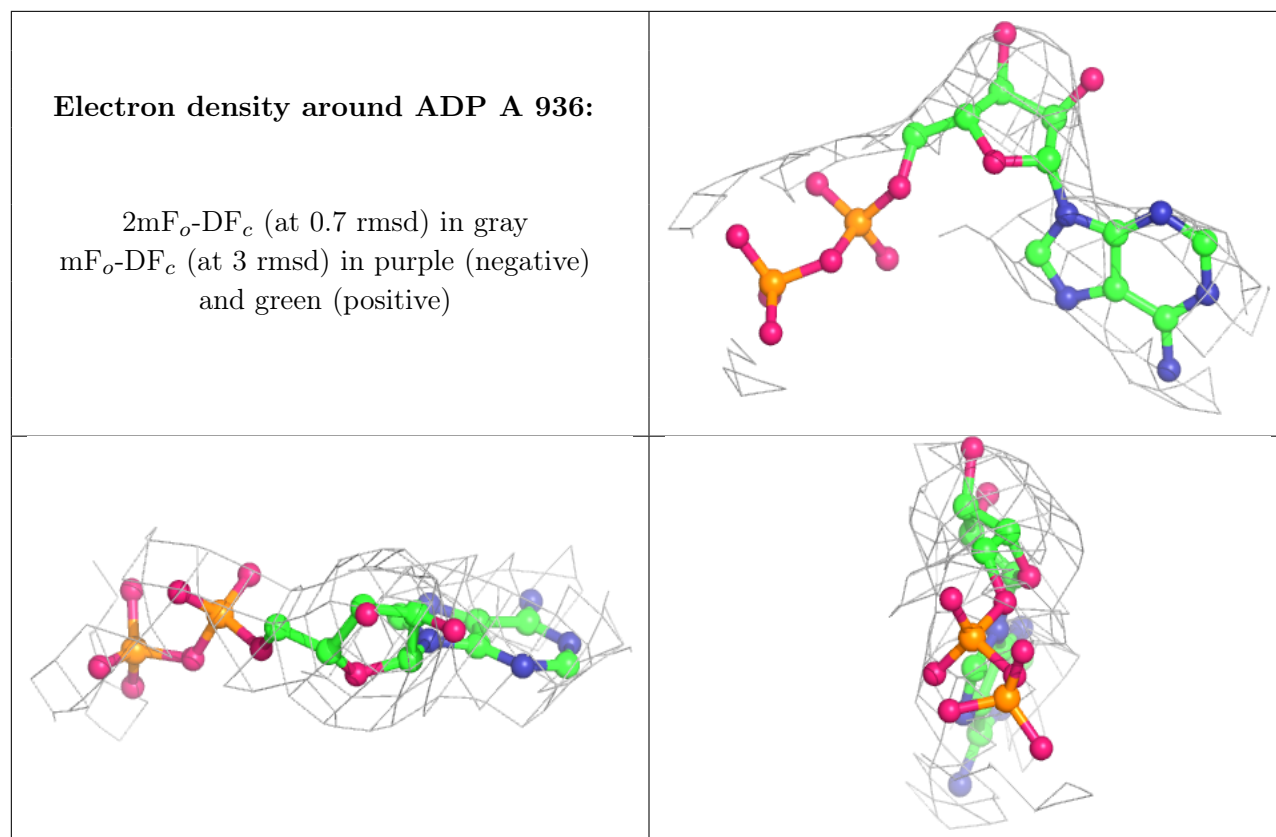 Electron density around ADP A 936:
2mFo-DFc (at 0.7 rmsd) in gray
mFo-DFc (at 3 rmsd) in purple (negative)
and green (positive)